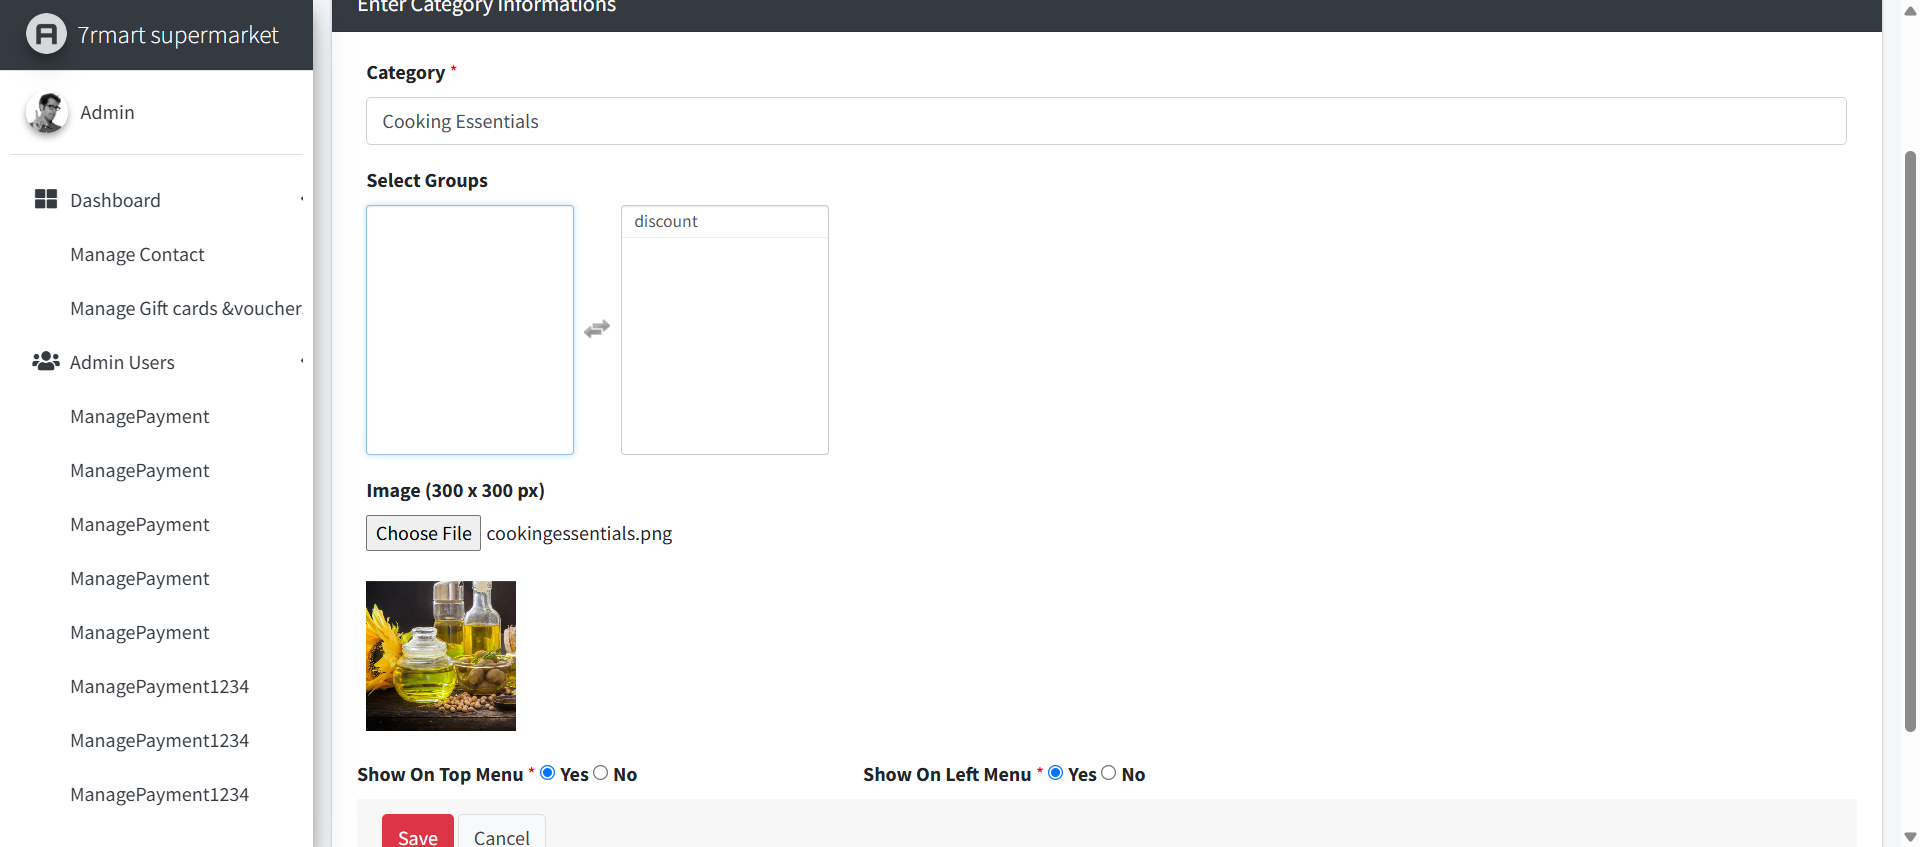 7rmart supermarket
Admin
Dashboard
Manage Contact
Manage Gift cards &voucher
Admin Users
ManagePayment
ManagePayment
ManagePayment
ManagePayment
ManagePayment
ManagePayment1234
ManagePayment1234
ManagePayment1234
Enter Category Informations
Category *
Cooking Essentials
Select Groups
discount
Image (300 x 300 px)
Choose File cookingessentials.png
Show On Top Menu * Yes No Show On Left Menu * Yes No
Save Cancel